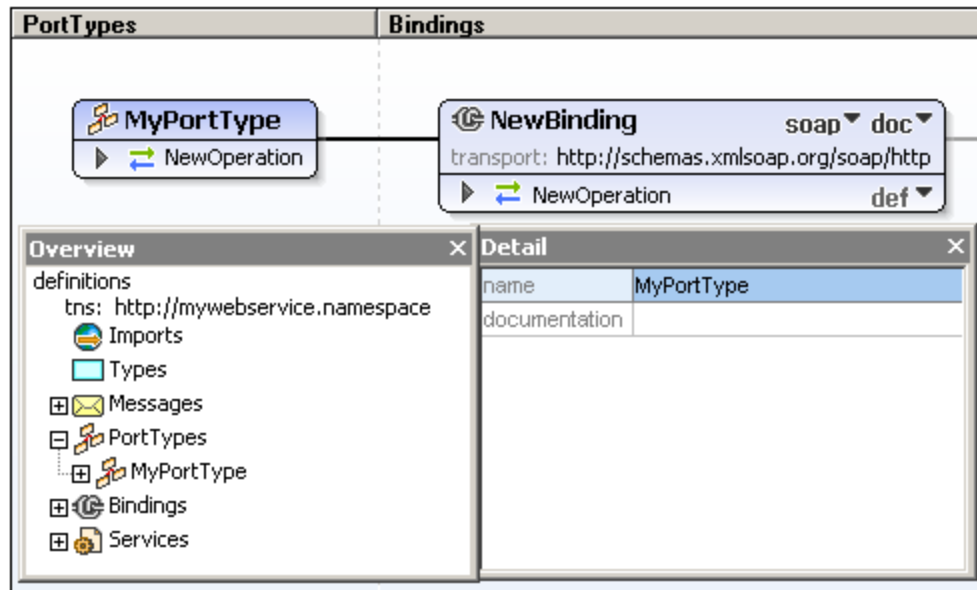 PortTypes
Bindings
MyPortType
NewOperation
NewBinding soap doc
transport: http://schemas.xmlsoap.org/soap/http
NewOperation def
Overview
definitions
tns: http://mywebservice.namespace
Imports
Types
Messages
PortTypes
MyPortType
Bindings
Services
Detail
name MyPortType
documentation